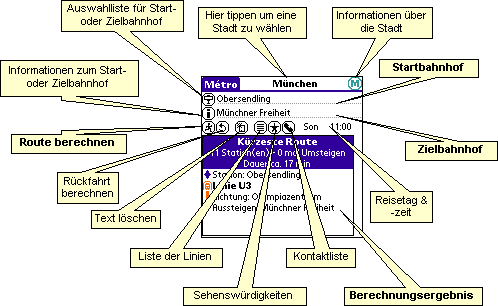 Auswahlliste für Start-
oder Zielbahnhof
Hier tippen um eine
Stadt zu wählen
Informationen über
die Stadt
Informationen zum Start-
oder Zielbahnhof
Startbahnhof
Route berechnen
Zielbahnhof
Rückfahrt
berechnen
Text löschen
Liste der Linien
Sehenswürdigkeiten
Kontaktliste
Reisetag &
-zeit
Berechnungsergebnis
Métro
München
M
Obersendling
Münchner Freiheit
Son 11:00
Kürzeste Route
11 Station(en) - 0 mal Umsteigen
Dauer ca. 17 min
Station: Obersendling
Linie U3
Richtung: Olympiazentrum
Aussteigen: Münchner Freiheit